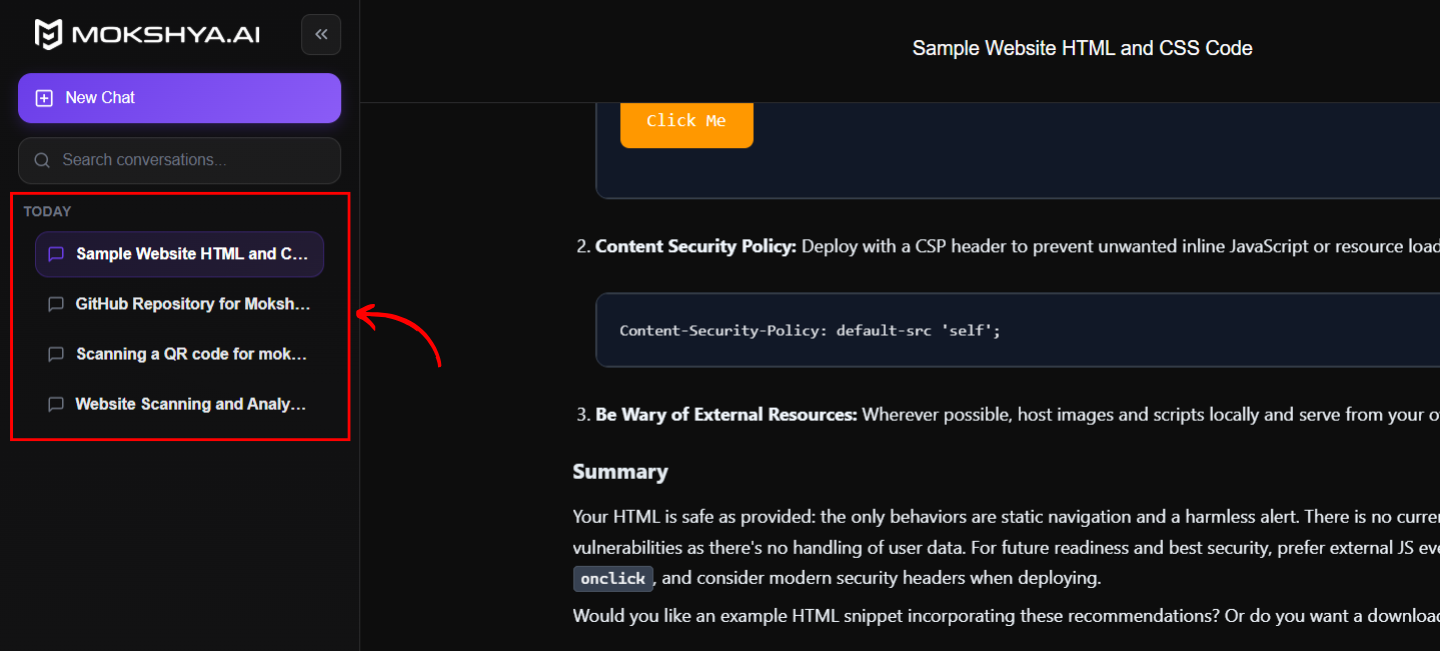 MOKSHYA.AI
New Chat
Search conversations...
TODAY
Sample Website HTML and C...
GitHub Repository for Moksh...
Scanning a QR code for mok...
Website Scanning and Analy...
Sample Website HTML and CSS Code
Click Me
2. Content Security Policy: Deploy with a CSP header to prevent unwanted inline JavaScript or resource load
Content-Security-Policy: default-src 'self';
3. Be Wary of External Resources: Wherever possible, host images and scripts locally and serve from your o
Summary
Your HTML is safe as provided: the only behaviors are static navigation and a harmless alert. There is no curre
vulnerabilities as there's no handling of user data. For future readiness and best security, prefer external JS eve
onclick, and consider modern security headers when deploying.
Would you like an example HTML snippet incorporating these recommendations? Or do you want a download